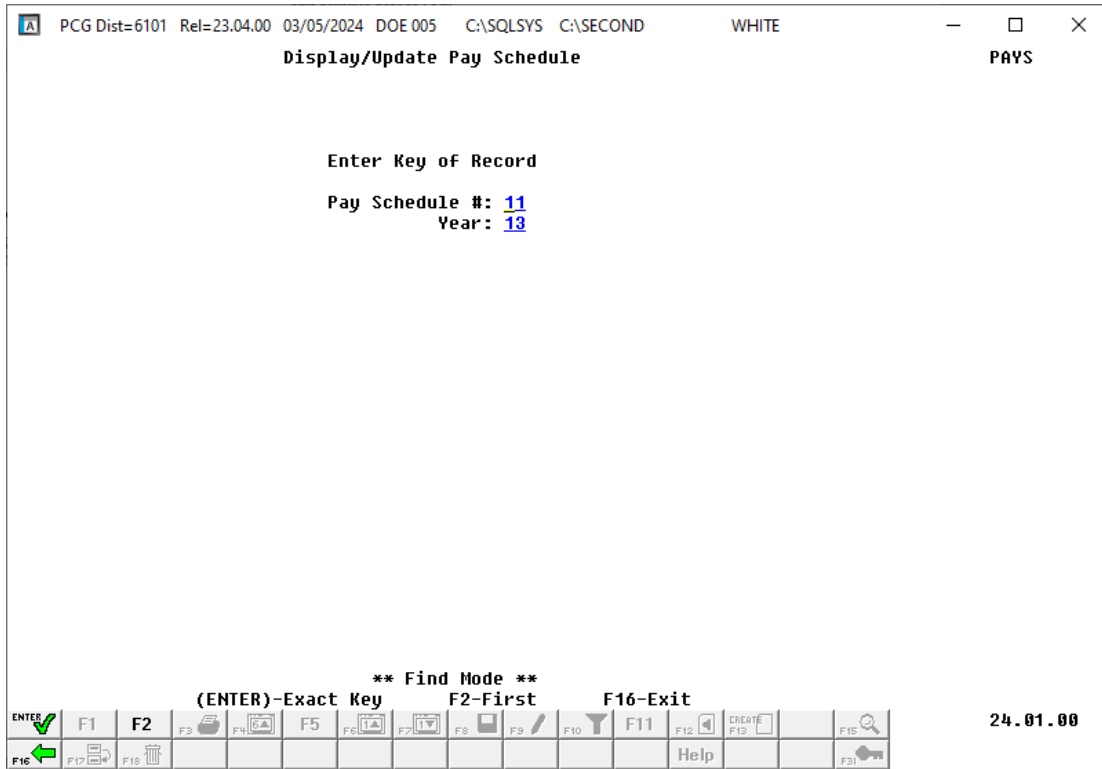 A PCG Dist=6101 Rel=23.04.00 03/05/2024 DOE 005 C:\SQLSYS C:\SECOND WHITE
Display/Update Pay Schedule PAYS
Enter Key of Record
Pay Schedule #: 11
Year: 13
** Find Mode **
(ENTER)-Exact Key F2-First F16-Exit
ENTER F1 F2 F3 F4 6 F5 F6 1 F7 1 F8 F9 F10 F11 F12 CREATE F13 F15 24.01.00
F16 F17 F18 Help F31